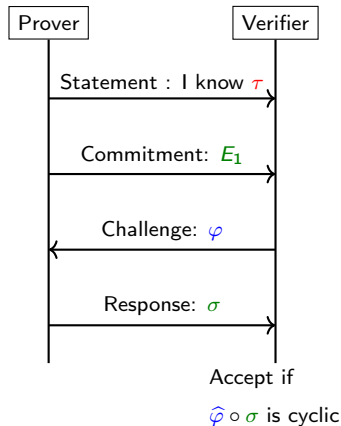 Prover Verifier
Statement : I know τ
Commitment: E₁
Challenge: φ
Response: σ
Accept if
φ̂ ∘ σ is cyclic